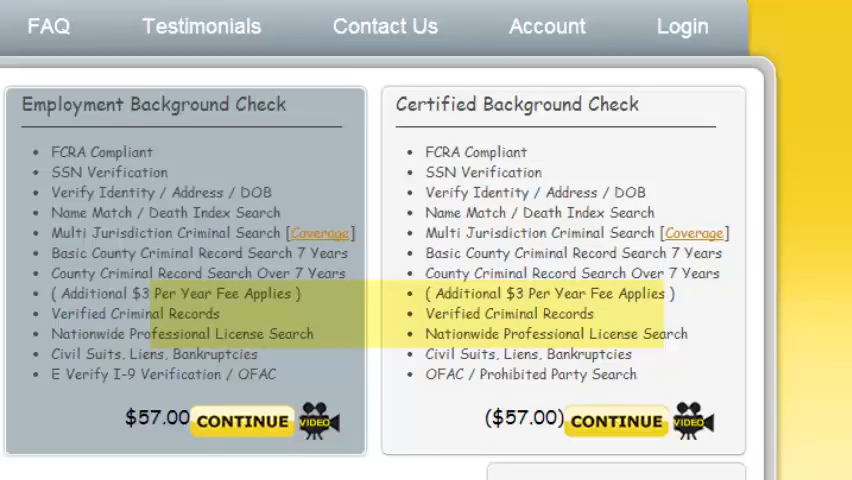 FAQ Testimonials Contact Us Account Login
Employment Background Check
FCRA Compliant
SSN Verification
Verify Identity / Address / DOB
Name Match / Death Index Search
Multi Jurisdiction Criminal Search [Coverage]
Basic County Criminal Record Search 7 Years
County Criminal Record Search Over 7 Years
( Additional $3 Per Year Fee Applies )
Verified Criminal Records
Nationwide Professional License Search
Civil Suits, Liens, Bankruptcies
E Verify I-9 Verification / OFAC
$57.00 CONTINUE VIDEO
Certified Background Check
FCRA Compliant
SSN Verification
Verify Identity / Address / DOB
Name Match / Death Index Search
Multi Jurisdiction Criminal Search [Coverage]
Basic County Criminal Record Search 7 Years
County Criminal Record Search Over 7 Years
( Additional $3 Per Year Fee Applies )
Verified Criminal Records
Nationwide Professional License Search
Civil Suits, Liens, Bankruptcies
OFAC / Prohibited Party Search
($57.00) CONTINUE VIDEO